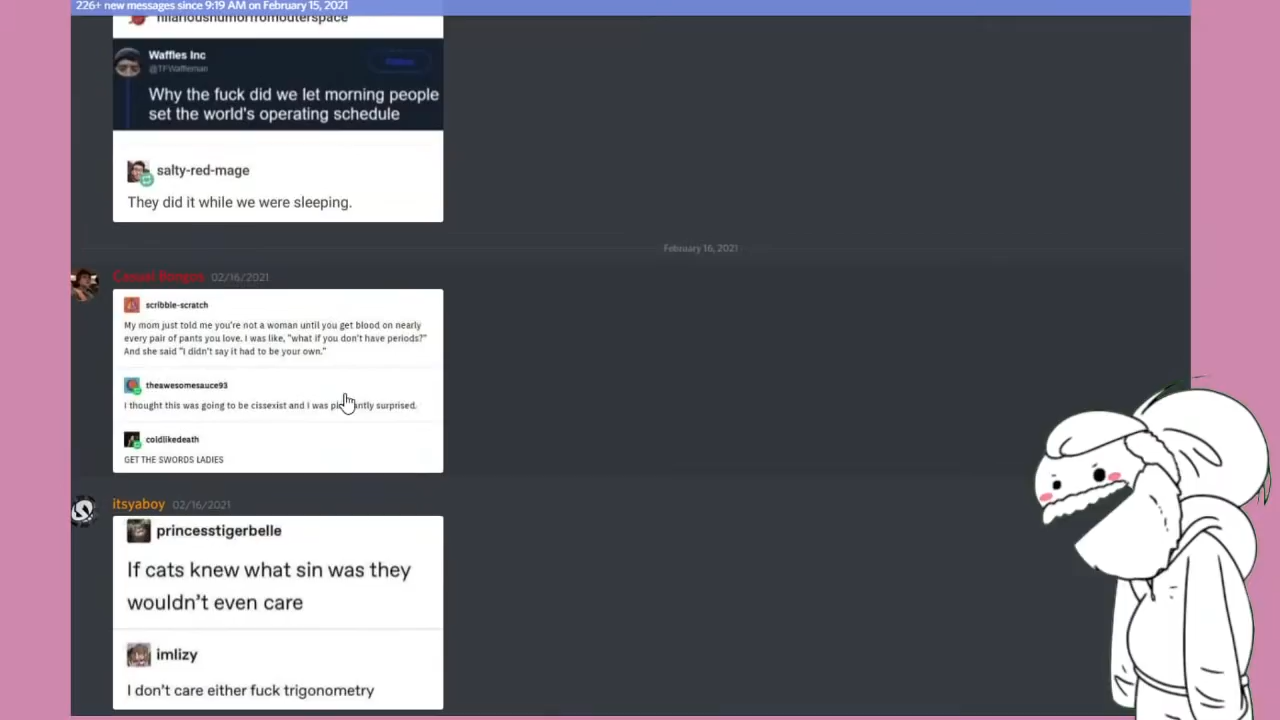 226+ new messages since 9:19 AM on February 15, 2021
hilarioushumorfromouterspace
Waffles Inc
@TFWaffleman
Follow
Why the fuck did we let morning people
set the world's operating schedule
salty-red-mage
They did it while we were sleeping.
February 16, 2021
Casual Bongos 02/16/2021
scribble-scratch
My mom just told me you're not a woman until you get blood on nearly
every pair of pants you love. I was like, "what if you don't have periods?"
And she said "I didn't say it had to be your own."
theawesomesauce93
I thought this was going to be cissexist and I was pleasantly surprised.
coldlikedeath
GET THE SWORDS LADIES
itsyaboy 02/16/2021
princesstigerbelle
If cats knew what sin was they
wouldn't even care
imlizy
I don't care either fuck trigonometry